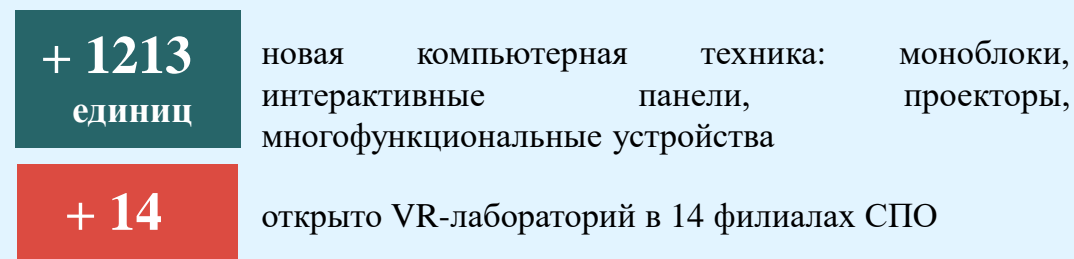 + 1213
единиц
новая компьютерная техника: моноблоки,
интерактивные панели, проекторы,
многофункциональные устройства
+ 14
открыто VR-лабораторий в 14 филиалах СПО